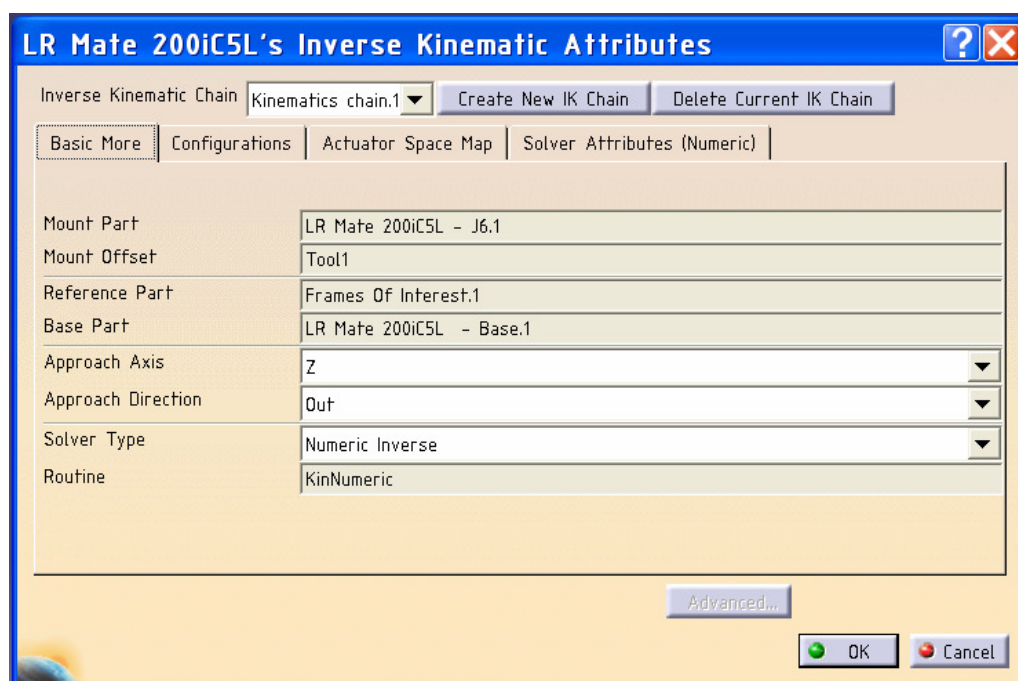 LR Mate 200iC5L's Inverse Kinematic Attributes
Inverse Kinematic Chain Kinematics chain.1 Create New IK Chain Delete Current IK Chain
Basic More Configurations Actuator Space Map Solver Attributes (Numeric)
Mount Part LR Mate 200iC5L - J6.1
Mount Offset Tool1
Reference Part Frames Of Interest.1
Base Part LR Mate 200iC5L - Base.1
Approach Axis Z
Approach Direction Out
Solver Type Numeric Inverse
Routine KinNumeric
Advanced...
OK Cancel